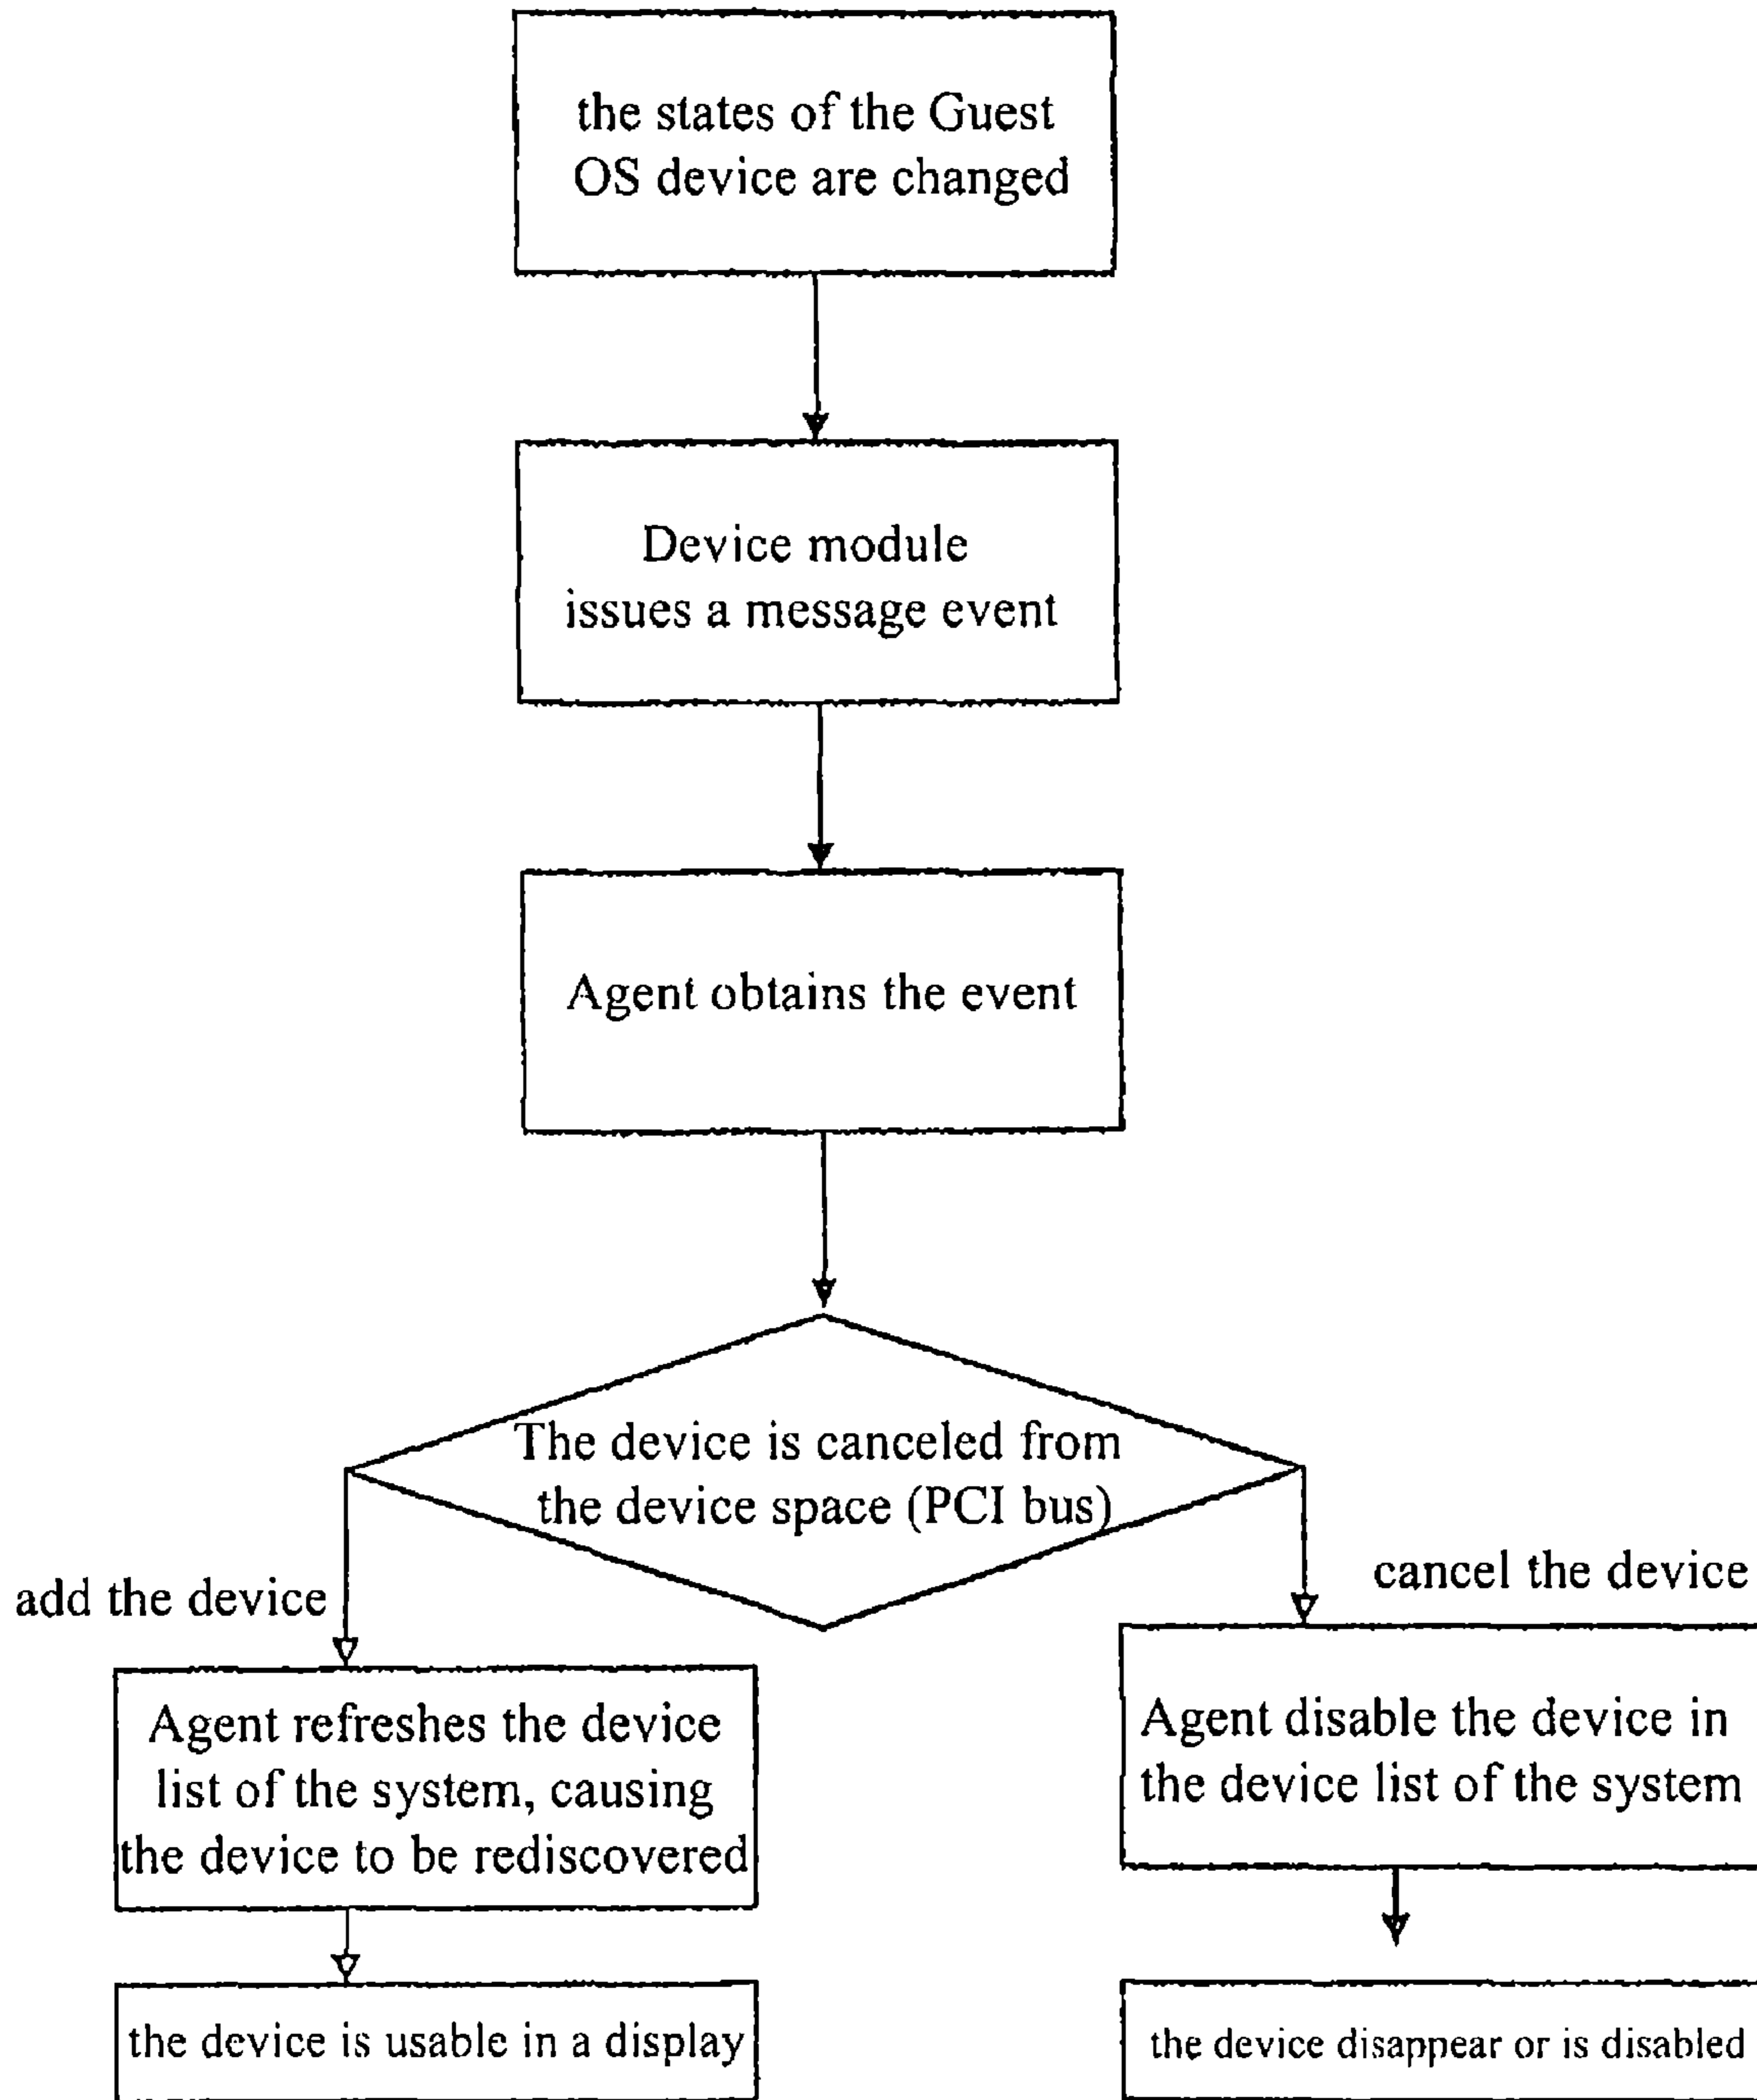 the states of the Guest
OS device are changed
Device module
issues a message event
Agent obtains the event
The device is canceled from
the device space (PCI bus)
add the device
cancel the device
Agent refreshes the device
list of the system, causing
the device to be rediscovered
Agent disable the device in
the device list of the system
the device is usable in a display
the device disappear or is disabled